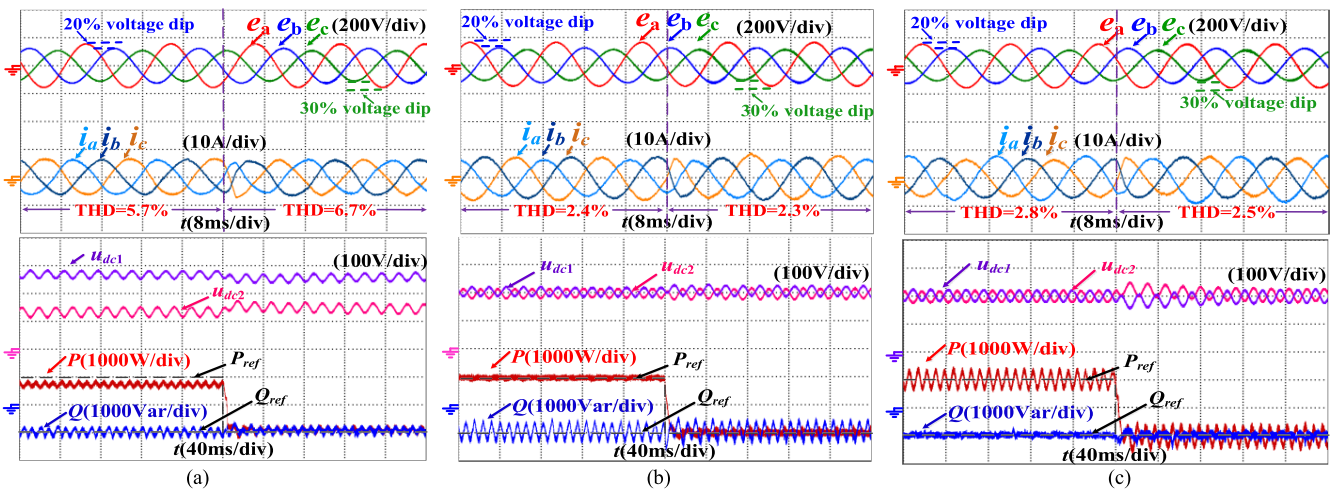 20% voltage dip
ea eb ec (200V/div)
30% voltage dip
ia ib ic
(10A/div)
THD=5.7% THD=6.7%
t(8ms/div)
udc1
(100V/div)
udc2
P(1000W/div)
Pref
Q(1000Var/div)
Qref
t(40ms/div)
(a)
20% voltage dip
ea eb ec
(200V/div)
30% voltage dip
ia ib ic
(10A/div)
THD=2.4% THD=2.3%
t(8ms/div)
udc1 udc2
(100V/div)
P(1000W/div)
Pref
Q(1000Var/div)
Qref
t(40ms/div)
(b)
20% voltage dip
ea eb ec
(200V/div)
30% voltage dip
ia ib ic
(10A/div)
THD=2.8% THD=2.5%
t(8ms/div)
udc1 udc2
(100V/div)
P(1000W/div)
Pref
Q(1000Var/div)
Qref
t(40ms/div)
(c)